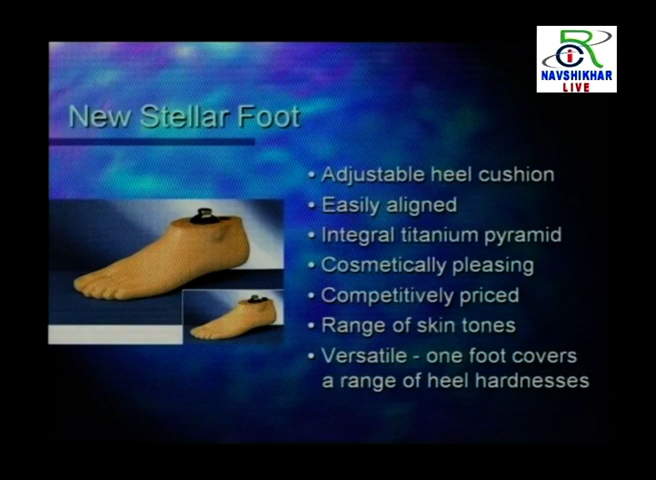 RCI
NAVSHIKHAR
LIVE
New Stellar Foot
• Adjustable heel cushion
• Easily aligned
• Integral titanium pyramid
• Cosmetically pleasing
• Competitively priced
• Range of skin tones
• Versatile - one foot covers
a range of heel hardnesses